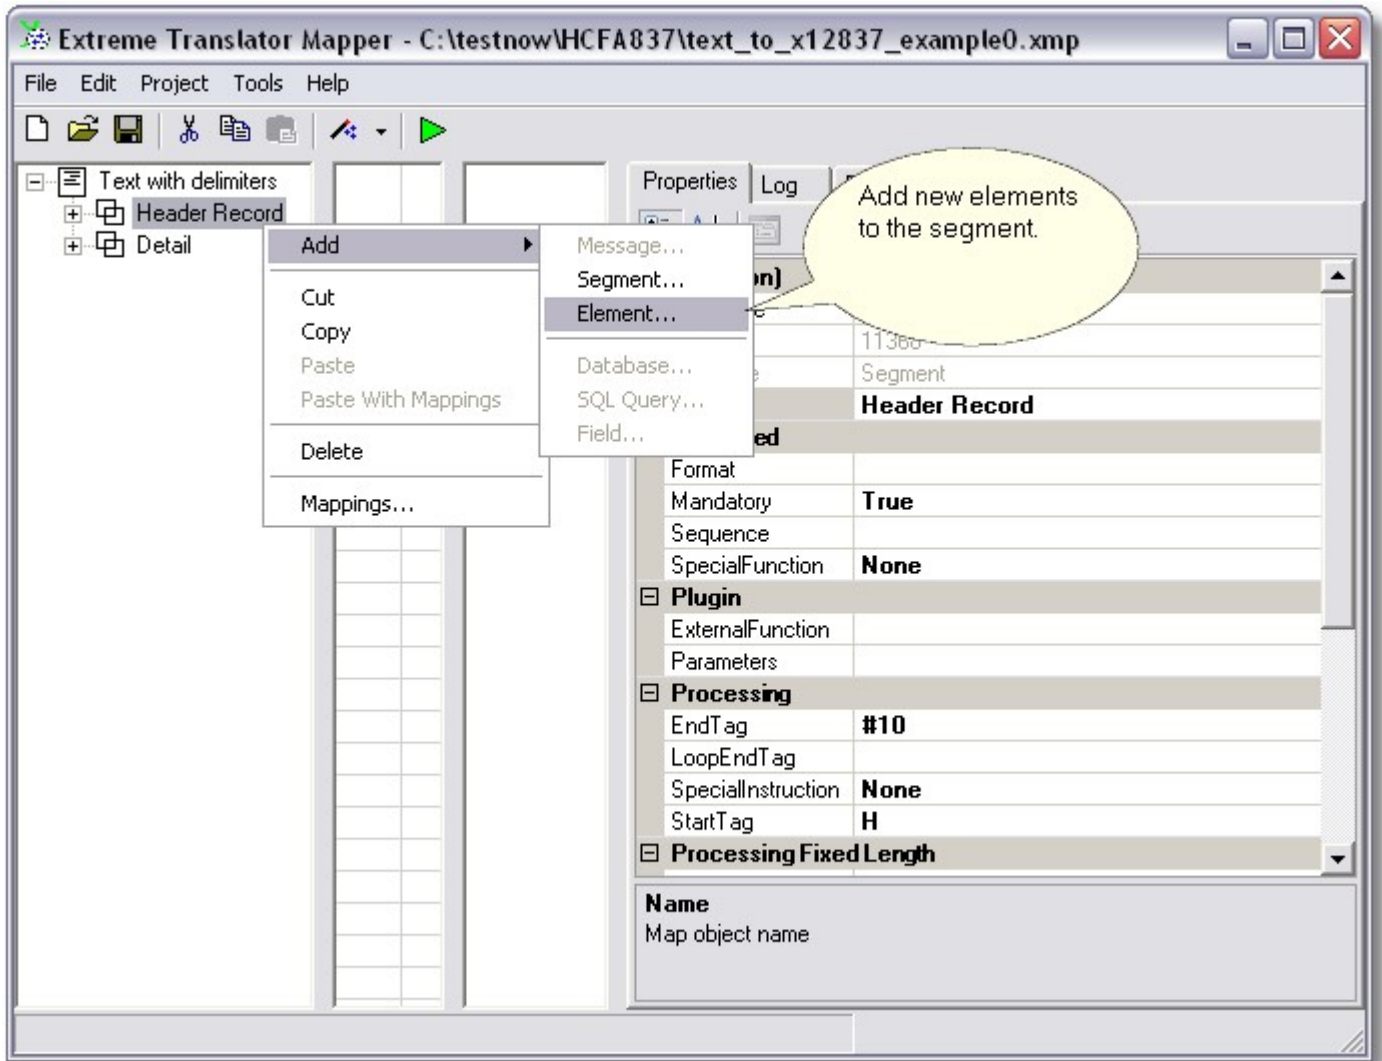 Extreme Translator Mapper - C:\testnow\HCFA837\text_to_x12837_example0.xmp
File Edit Project Tools Help
Text with delimiters
Header Record
Detail
Add
Cut
Copy
Paste
Paste With Mappings
Delete
Mappings...
Message...
Segment...
Element...
Database...
SQL Query...
Field...
Properties
Log
Add new elements
to the segment.
Segment
Header Record
Format
Mandatory True
Sequence
SpecialFunction None
Plugin
ExternalFunction
Parameters
Processing
EndTag #10
LoopEndTag
SpecialInstruction None
StartTag H
Processing Fixed Length
Name
Map object name